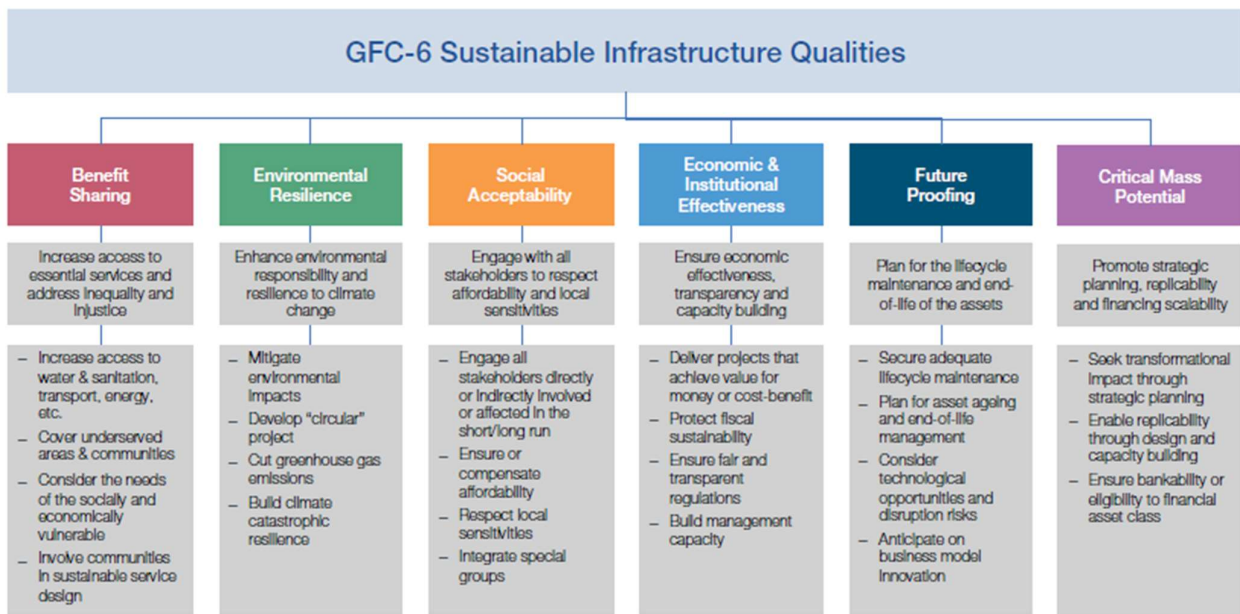 GFC-6 Sustainable Infrastructure Qualities
Benefit
Sharing
Environmental
Resilience
Social
Acceptability
Economic &
Institutional
Effectiveness
Future
Proofing
Critical Mass
Potential
Increase access to
essential services and
address inequality and
injustice
Enhance environmental
responsibility and
resilience to climate
change
Engage with all
stakeholders to respect
affordability and local
sensitivities
Ensure economic
effectiveness,
transparency and
capacity building
Plan for the lifecycle
maintenance and end-
of-life of the assets
Promote strategic
planning, replicability
and financing scalability
– Increase access to
water & sanitation,
transport, energy,
etc.
– Cover underserved
areas & communities
– Consider the needs
of the socially and
economically
vulnerable
– Involve communities
in sustainable service
design
– Mitigate
environmental
impacts
– Develop “circular”
project
– Cut greenhouse gas
emissions
– Build climate
catastrophic
resilience
– Engage all
stakeholders directly
or indirectly involved
or affected in the
short/long run
– Ensure or
compensate
affordability
– Respect local
sensitivities
– Integrate special
groups
– Deliver projects that
achieve value for
money or cost-benefit
– Protect fiscal
sustainability
– Ensure fair and
transparent
regulations
– Build management
capacity
– Secure adequate
lifecycle maintenance
– Plan for asset ageing
and end-of-life
management
– Consider
technological
opportunities and
disruption risks
– Anticipate on
business model
innovation
– Seek transformational
impact through
strategic planning
– Enable replicability
through design and
capacity building
– Ensure bankability or
eligibility to financial
asset class